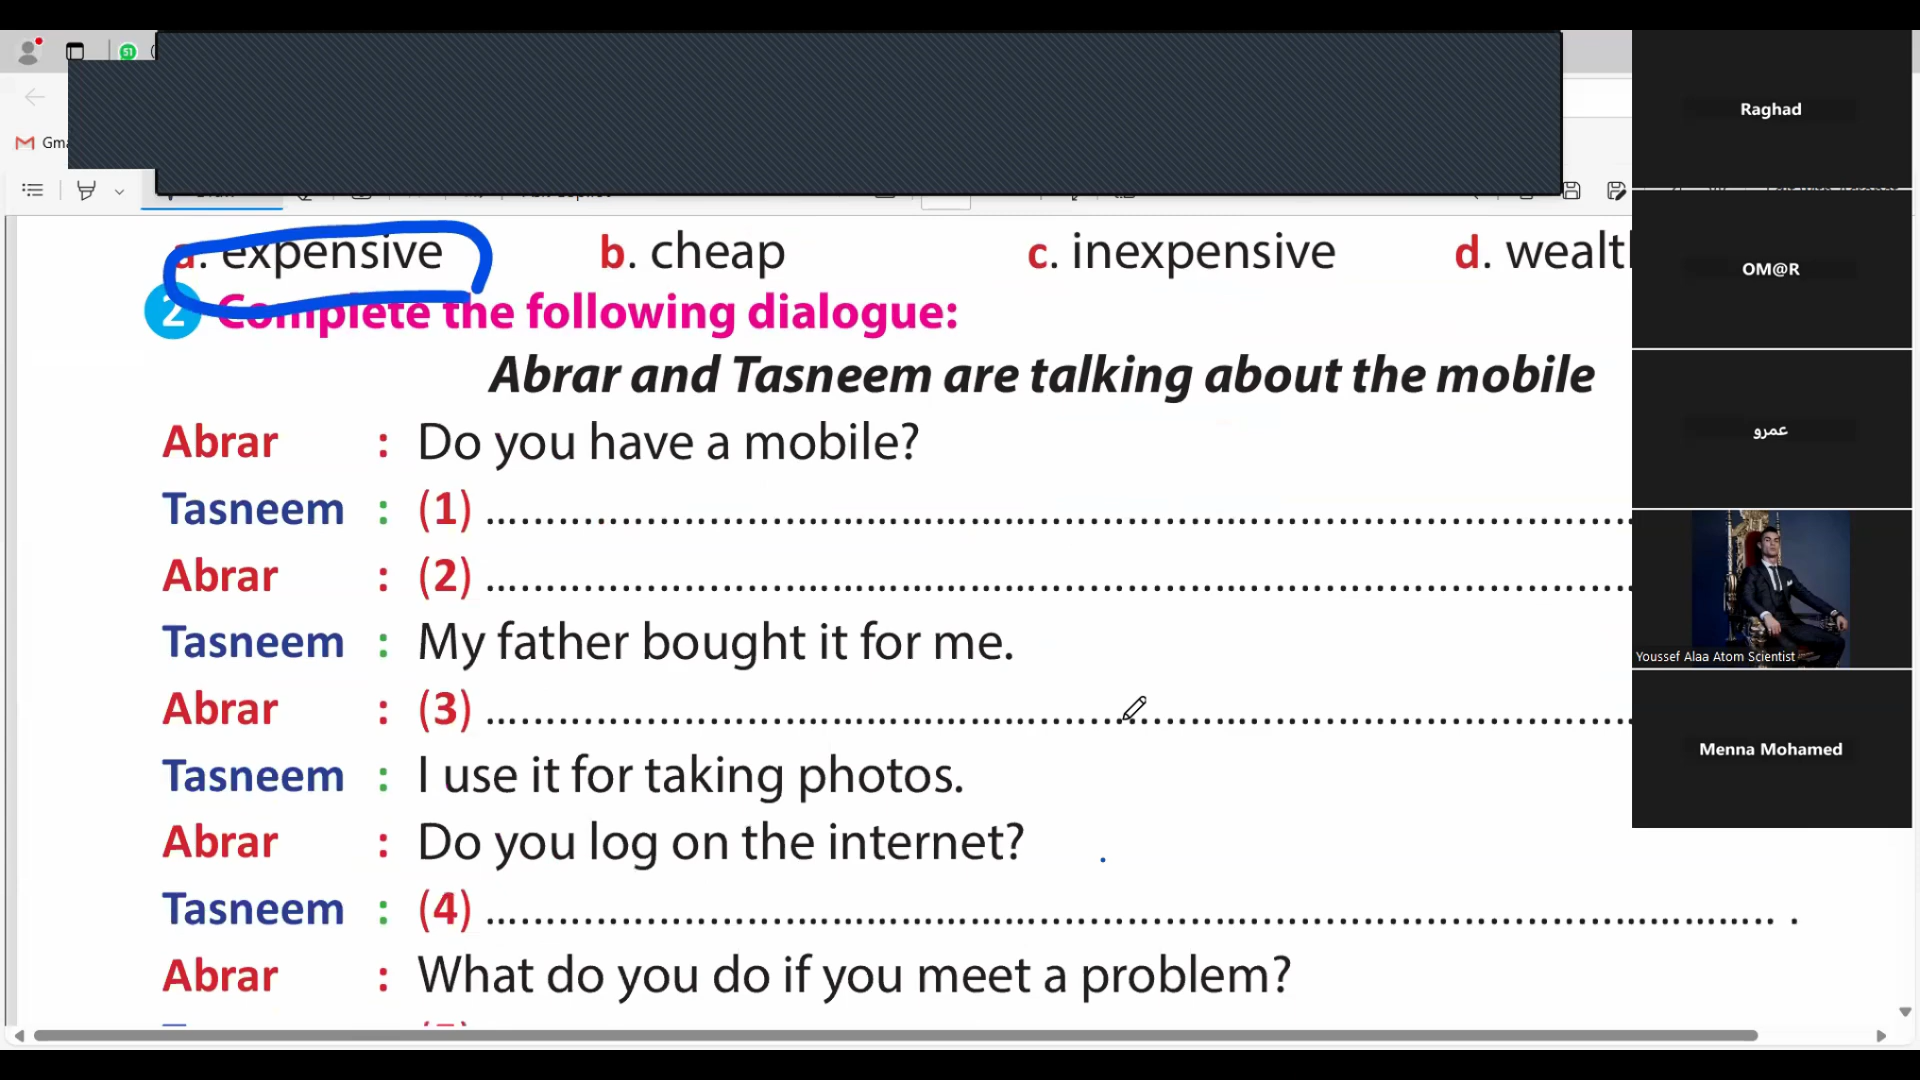 51
Gma
a. expensive b. cheap c. inexpensive d. wealt
2 Complete the following dialogue:
Abrar and Tasneem are talking about the mobile
Abrar : Do you have a mobile?
Tasneem : (1) ................................................................
Abrar : (2) ................................................................
Tasneem : My father bought it for me.
Abrar : (3) ................................................................
Tasneem : I use it for taking photos.
Abrar : Do you log on the internet?
Tasneem : (4) ................................................................ .
Abrar : What do you do if you meet a problem?
Raghad
OM@R
عمرو
Youssef Alaa Atom Scientist
Menna Mohamed